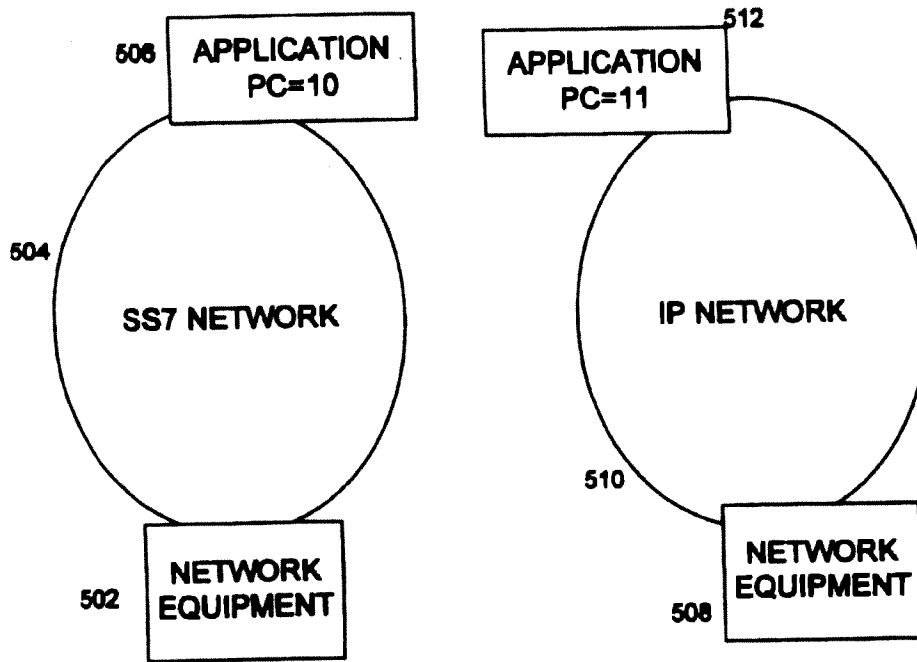 506
APPLICATION
PC=10
512
APPLICATION
PC=11
504
SS7 NETWORK
IP NETWORK
510
502
NETWORK
EQUIPMENT
508
NETWORK
EQUIPMENT